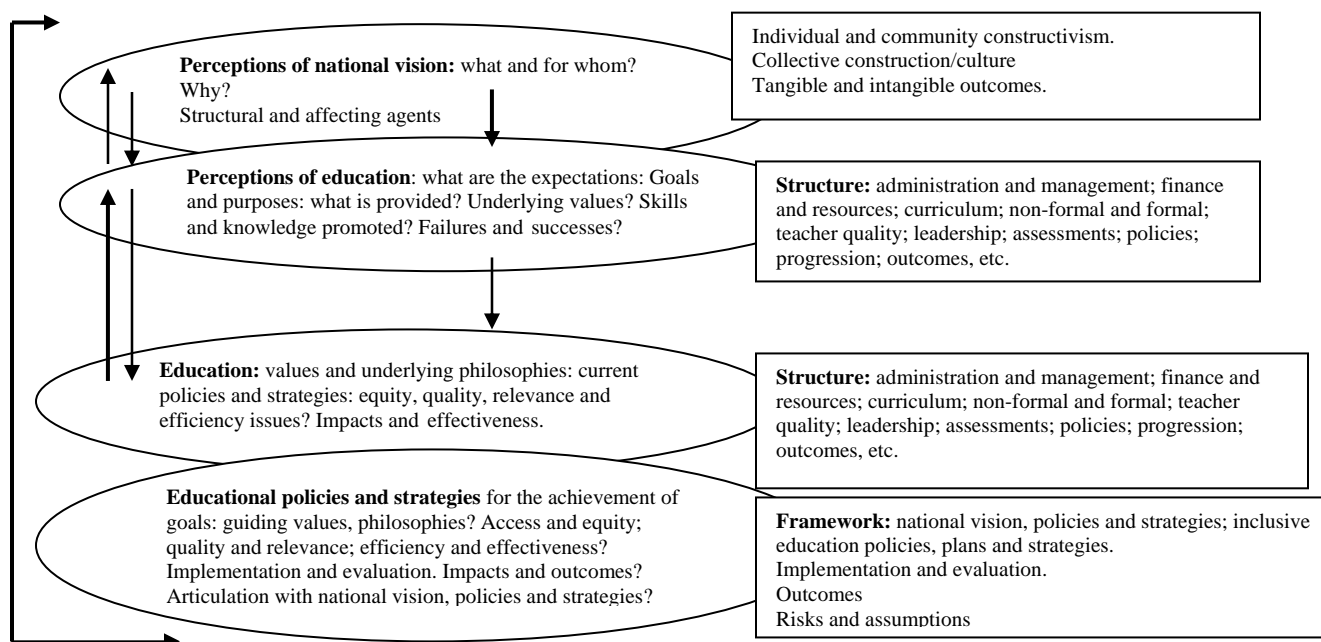 Perceptions of national vision: what and for whom?
Why?
Structural and affecting agents
Individual and community constructivism.
Collective construction/culture
Tangible and intangible outcomes.
Perceptions of education: what are the expectations: Goals
and purposes: what is provided? Underlying values? Skills
and knowledge promoted? Failures and successes?
Structure: administration and management; finance
and resources; curriculum; non-formal and formal;
teacher quality; leadership; assessments; policies;
progression; outcomes, etc.
Education: values and underlying philosophies: current
policies and strategies: equity, quality, relevance and
efficiency issues? Impacts and effectiveness.
Structure: administration and management; finance and
resources; curriculum; non-formal and formal; teacher
quality; leadership; assessments; policies; progression;
outcomes, etc.
Educational policies and strategies for the achievement of
goals: guiding values, philosophies? Access and equity;
quality and relevance; efficiency and effectiveness?
Implementation and evaluation. Impacts and outcomes?
Articulation with national vision, policies and strategies?
Framework: national vision, policies and strategies; inclusive
education policies, plans and strategies.
Implementation and evaluation.
Outcomes
Risks and assumptions